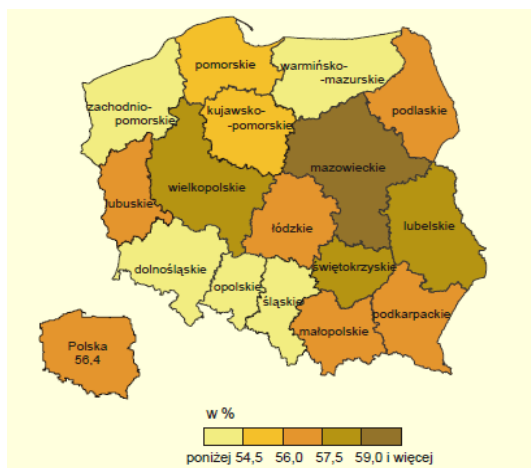 pomorskie
warmińsko-
-mazurskie
zachodnio-
pomorskie
kujawsko-
-pomorskie
podlaskie
mazowieckie
wielkopolskie
lubuskie
łódzkie
lubelskie
dolnośląskie
opolskie
śląskie
świętokrzyskie
małopolskie
podkarpackie
Polska
56,4
w %
poniżej 54,5 56,0 57,5 59,0 i więcej